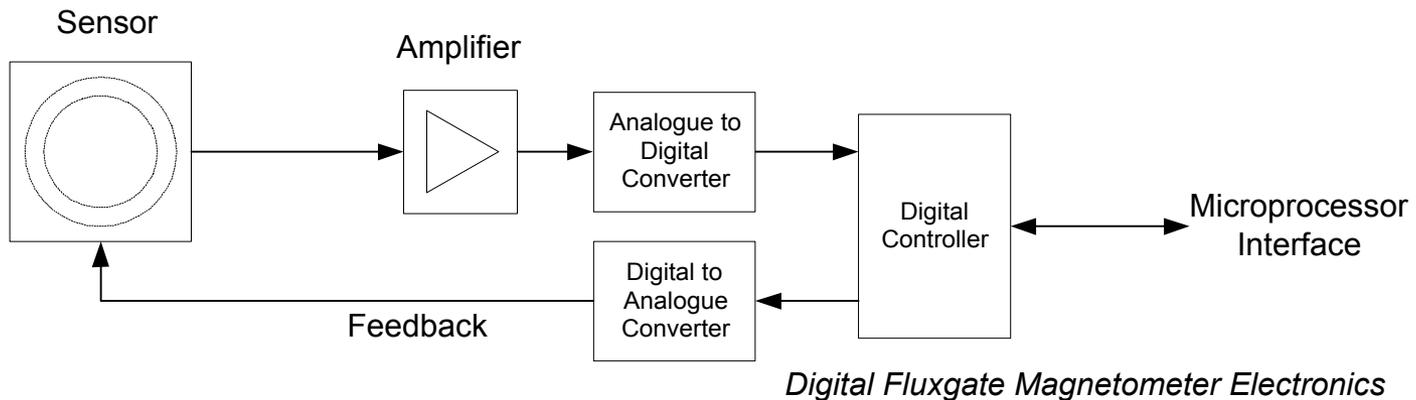 Sensor
Amplifier
Analogue to
Digital
Converter
Digital
Controller
Microprocessor
Interface
Digital to
Analogue
Converter
Feedback
Digital Fluxgate Magnetometer Electronics